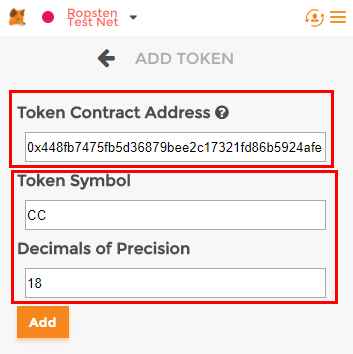 Ropsten
Test Net
ADD TOKEN
Token Contract Address
0x448fb7475fb5d36879bee2c17321fd86b5924afe
Token Symbol
CC
Decimals of Precision
18
Add